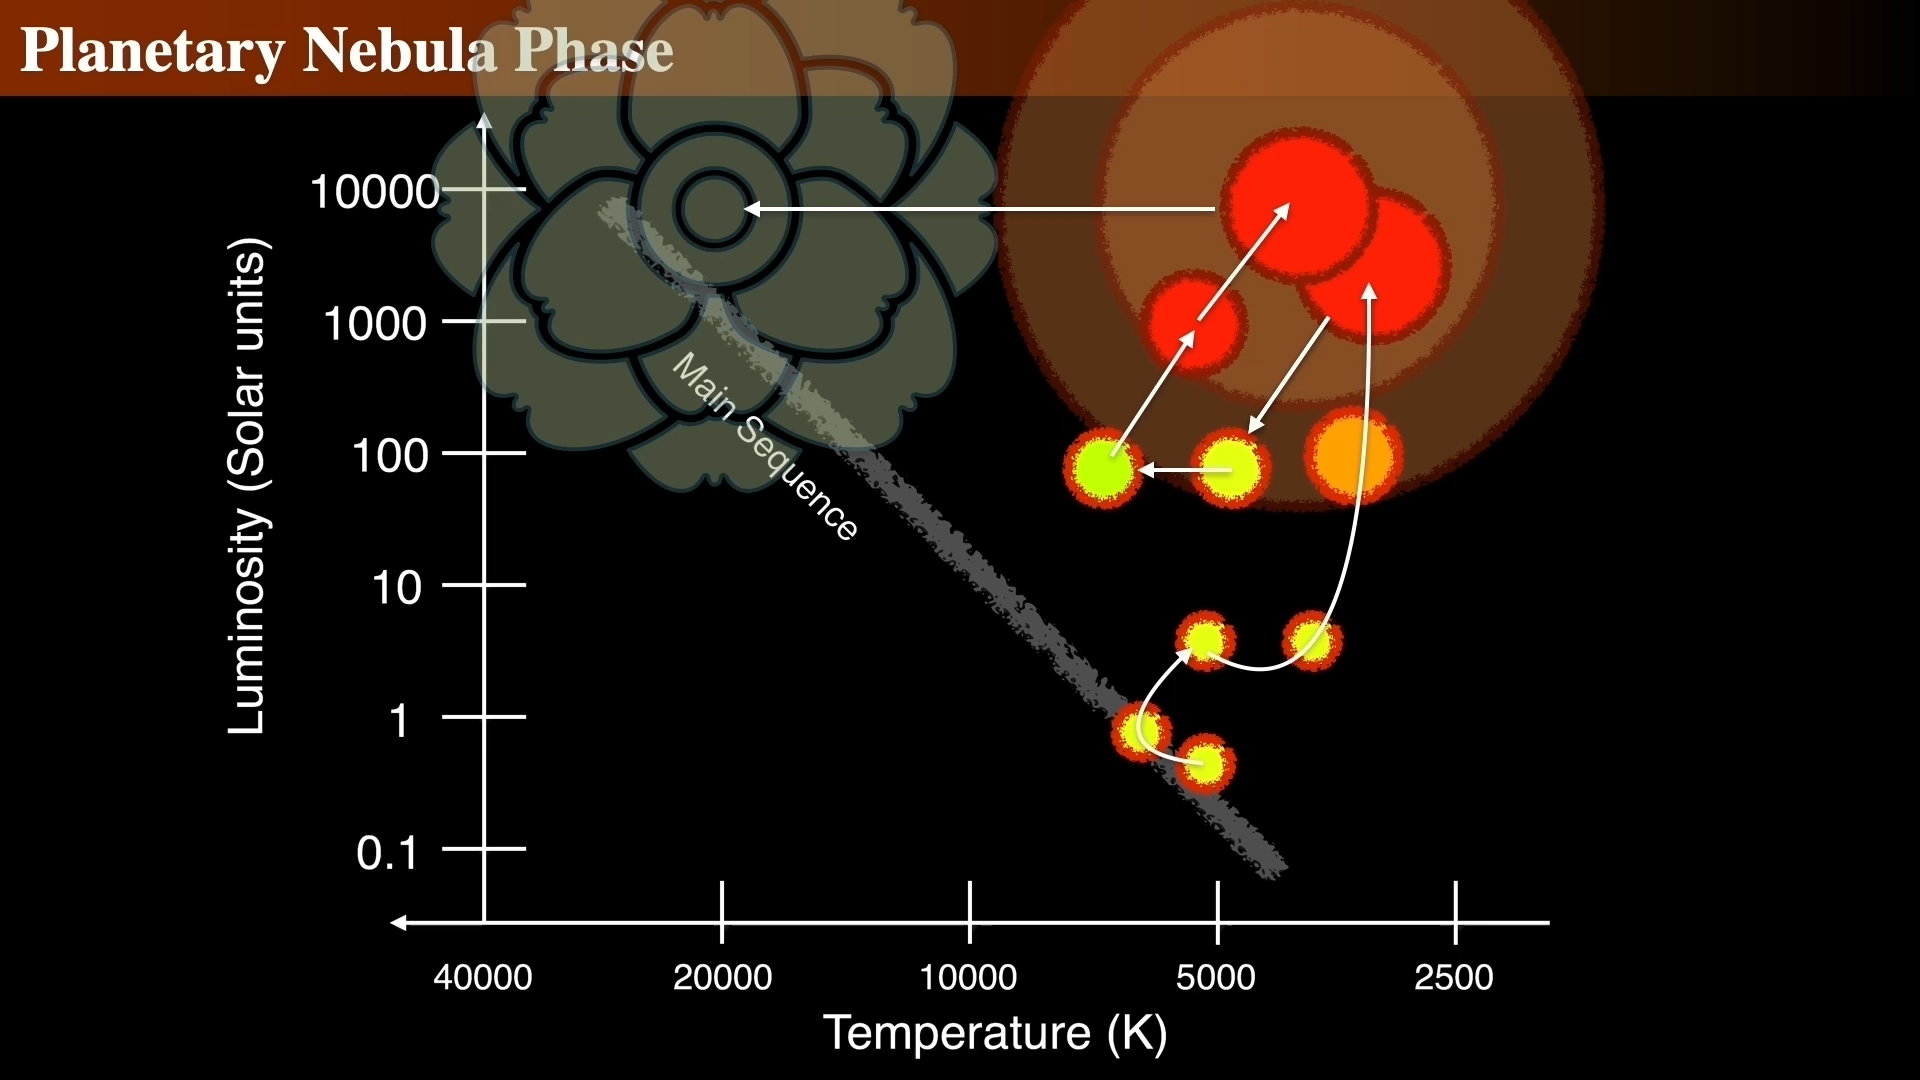 Planetary Nebula Phase
10000
1000
100
10
1
0.1
Luminosity (Solar units)
Main Sequence
40000 20000 10000 5000 2500
Temperature (K)